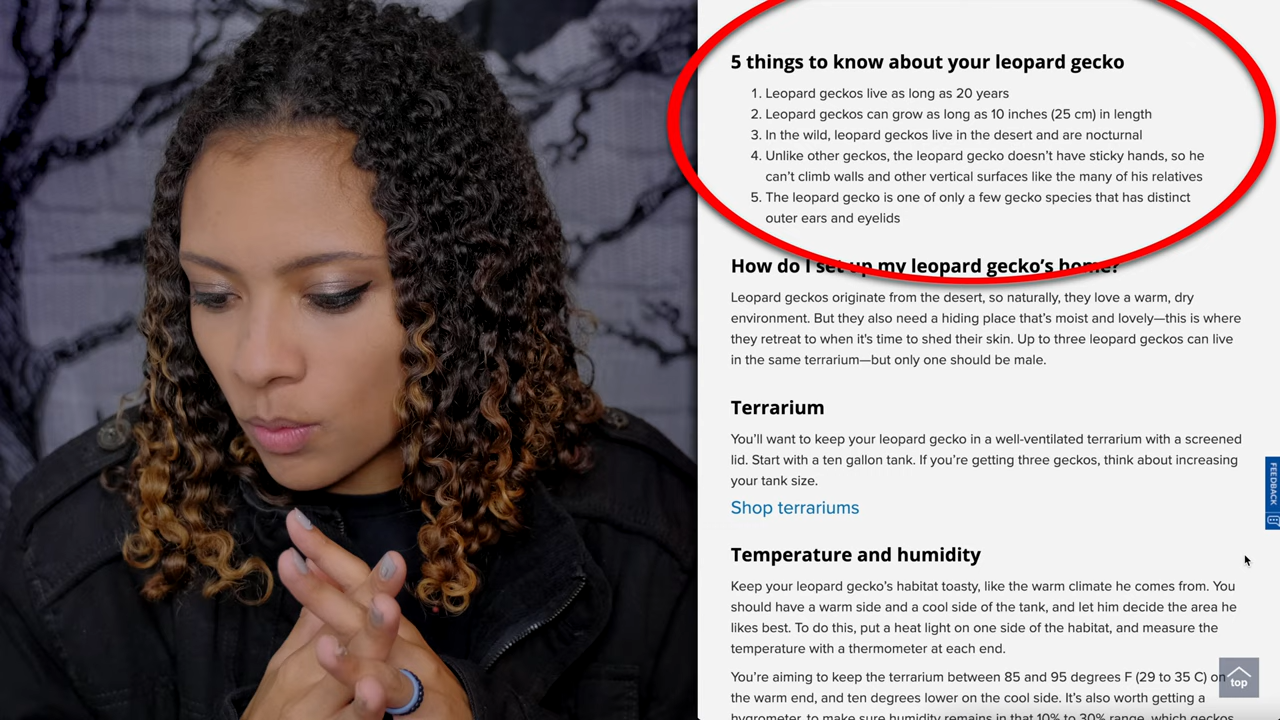 5 things to know about your leopard gecko
1. Leopard geckos live as long as 20 years
2. Leopard geckos can grow as long as 10 inches (25 cm) in length
3. In the wild, leopard geckos live in the desert and are nocturnal
4. Unlike other geckos, the leopard gecko doesn’t have sticky hands, so he
can’t climb walls and other vertical surfaces like the many of his relatives
5. The leopard gecko is one of only a few gecko species that has distinct
outer ears and eyelids
How do I set up my leopard gecko’s home?
Leopard geckos originate from the desert, so naturally, they love a warm, dry
environment. But they also need a hiding place that’s moist and lovely—this is where
they retreat to when it's time to shed their skin. Up to three leopard geckos can live
in the same terrarium—but only one should be male.
Terrarium
You’ll want to keep your leopard gecko in a well-ventilated terrarium with a screened
lid. Start with a ten gallon tank. If you’re getting three geckos, think about increasing
your tank size.
Shop terrariums
FEEDBACK
Temperature and humidity
Keep your leopard gecko’s habitat toasty, like the warm climate he comes from. You
should have a warm side and a cool side of the tank, and let him decide the area he
likes best. To do this, put a heat light on one side of the habitat, and measure the
temperature with a thermometer at each end.
You’re aiming to keep the terrarium between 85 and 95 degrees F (29 to 35 C) on
the warm end, and ten degrees lower on the cool side. It’s also worth getting a
hygrometer, to make sure humidity remains in that 10% to 30% range, which geckos
top